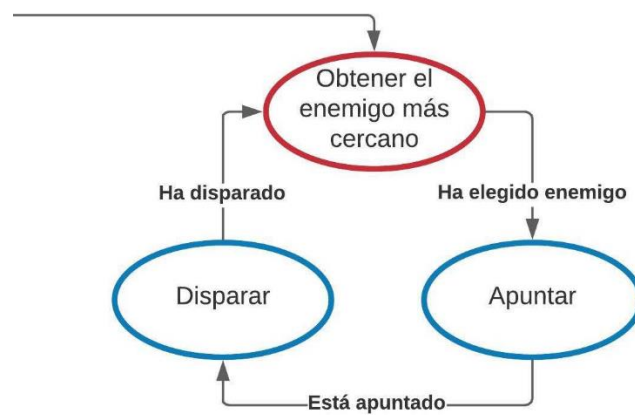 Obtener el
enemigo más
cercano
Ha disparado
Ha elegido enemigo
Disparar
Apuntar
Está apuntado